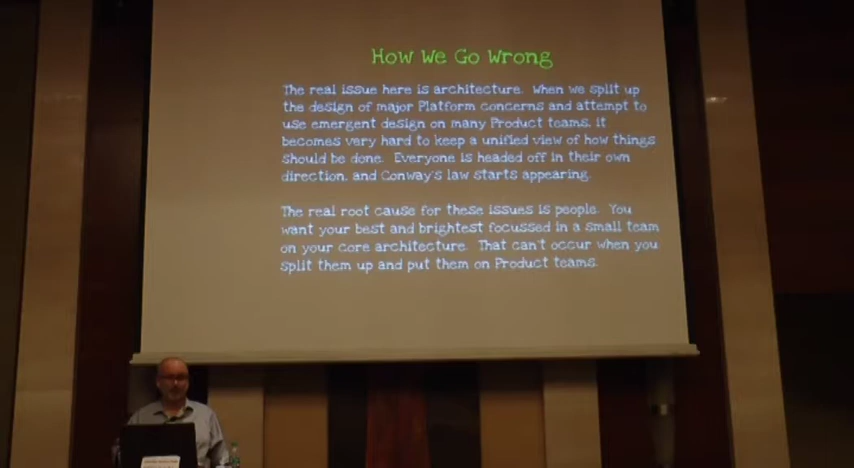 How We Go Wrong
The real issue here is architecture. When we split up
the design of major Platform concerns and attempt to
use emergent design on many Product teams, it
becomes very hard to keep a unified view of how things
should be done. Everyone is headed off in their own
direction, and Conway's law starts appearing.
The real root cause for these issues is people. You
want your best and brightest focussed in a small team
on your core architecture. That can't occur when you
split them up and put them on Product teams.